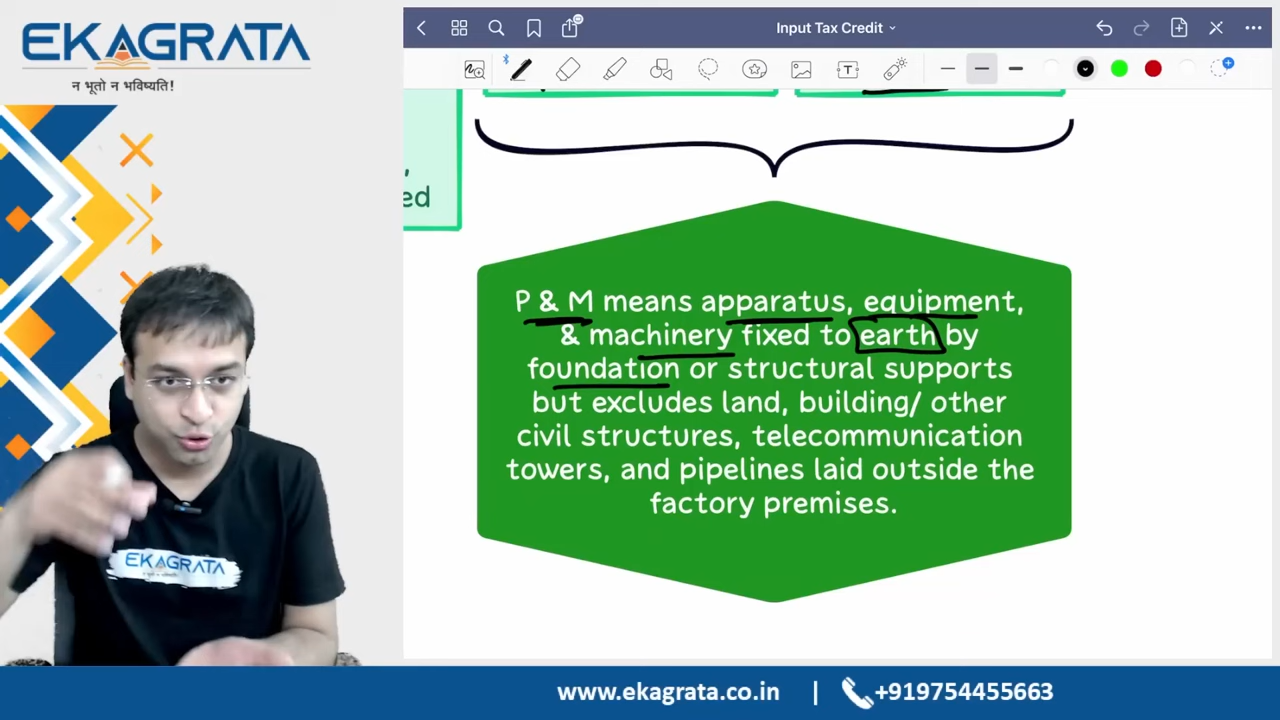 EKAGRATA
न भूतो न भविष्यति!
Input Tax Credit
,
ed
P & M means apparatus, equipment,
& machinery fixed to earth by
foundation or structural supports
but excludes land, building/ other
civil structures, telecommunication
towers, and pipelines laid outside the
factory premises.
EKAGRATA
www.ekagrata.co.in | +919754455663